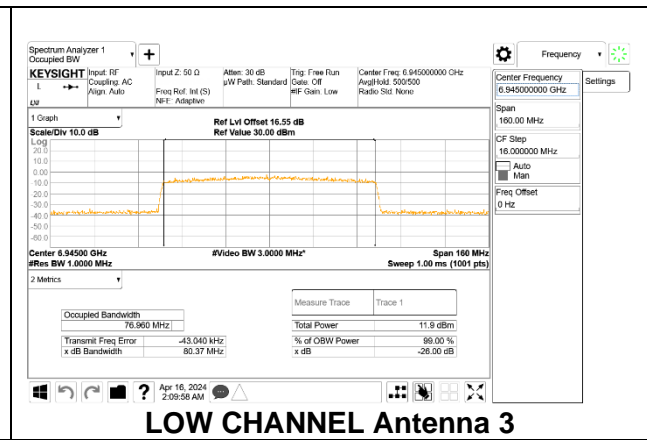 Spectrum Analyzer 1
Occupied BW
Frequency
KEYSIGHT Input: RF Input Z: 50 Ω Atten: 30 dB Trig: Free Run Center Freq: 6.945000000 GHz
Coupling: AC µW Path: Standard Gate: Off Avg|Hold: 500/500
Align: Auto Freq Ref: Int (S) #IF Gain: Low Radio Std: None
NFE: Adaptive
Center Frequency
6.945000000 GHz
Settings
Span
160.00 MHz
CF Step
16.000000 MHz
Auto
Man
Freq Offset
0 Hz
1 Graph
Ref Lvl Offset 16.55 dB
Scale/Div 10.0 dB Ref Value 30.00 dBm
Log
20.0
10.0
0.00
-10.0
-20.0
-30.0
-40.0
-50.0
-60.0
Center 6.94500 GHz #Video BW 3.0000 MHz* Span 160 MHz
#Res BW 1.0000 MHz Sweep 1.00 ms (1001 pts)
2 Metrics
Measure Trace Trace 1
Occupied Bandwidth
76.960 MHz Total Power 11.9 dBm
Transmit Freq Error -43.040 kHz % of OBW Power 99.00 %
x dB Bandwidth 80.37 MHz x dB -26.00 dB
Apr 16, 2024
2:09:58 AM
LOW CHANNEL Antenna 3